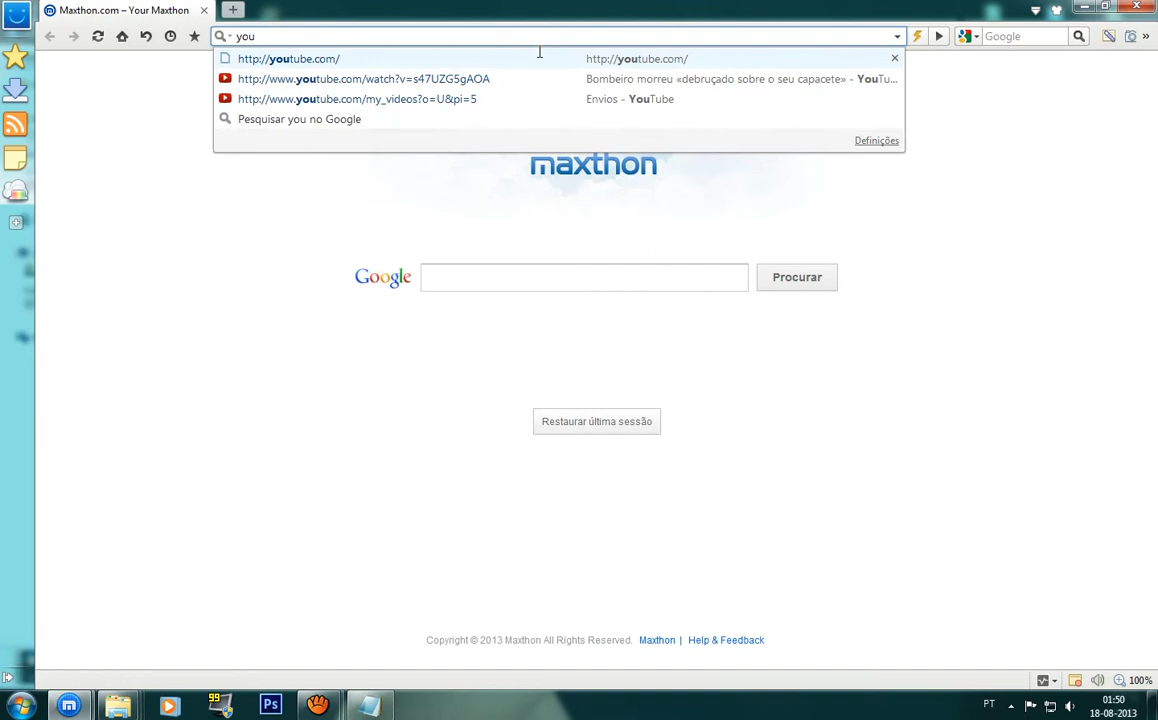 Maxthon.com – Your Maxthon
you
Google
http://youtube.com/ http://youtube.com/
http://www.youtube.com/watch?v=s47UZG5gAOA Bombeiro morreu «debruçado sobre o seu capacete» - YouTu...
http://www.youtube.com/my_videos?o=U&pi=5 Envios - YouTube
Pesquisar you no Google
Definições
maxthon
Google Procurar
Restaurar última sessão
Copyright © 2013 Maxthon All Rights Reserved. Maxthon | Help & Feedback
100%
99
Ps
PT
01:50
18-08-2013